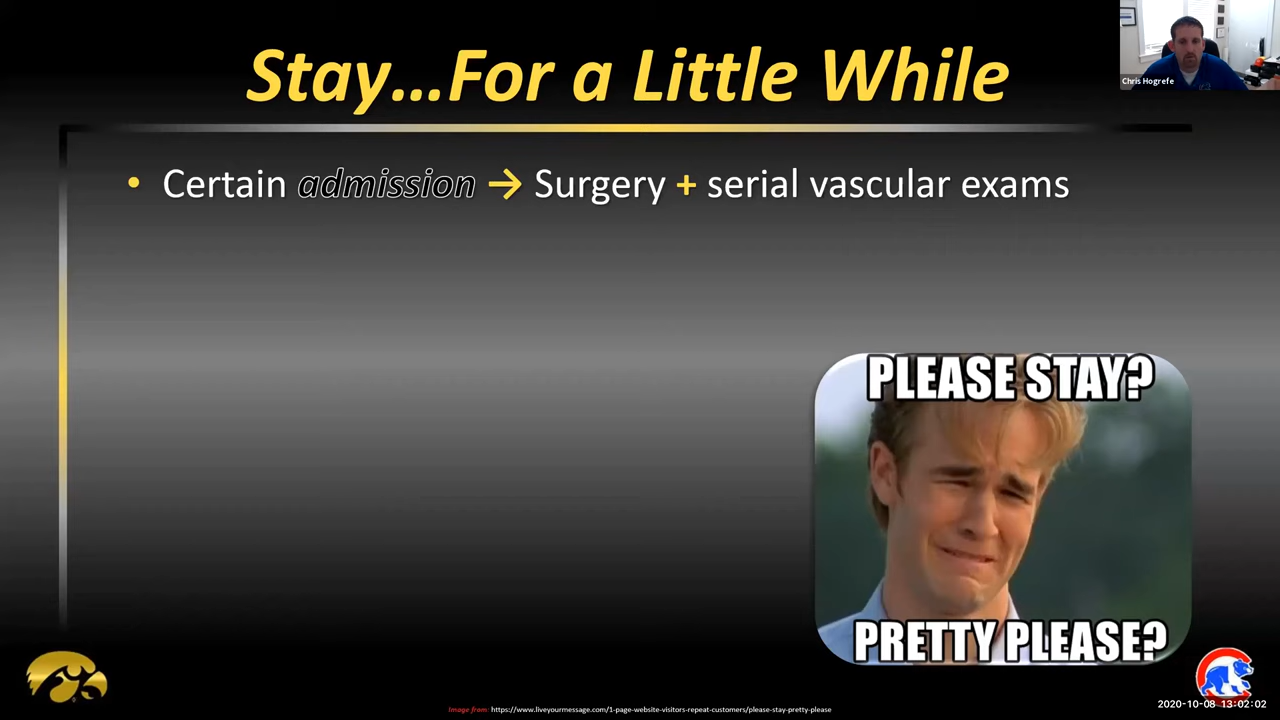 Stay...For a Little While
Chris Hogrefe
• Certain admission → Surgery + serial vascular exams
PLEASE STAY?
PRETTY PLEASE?
Image from: https://www.liveyourmessage.com/1-page-website-visitors-repeat-customers/please-stay-pretty-please
2020-10-08 13:02:02